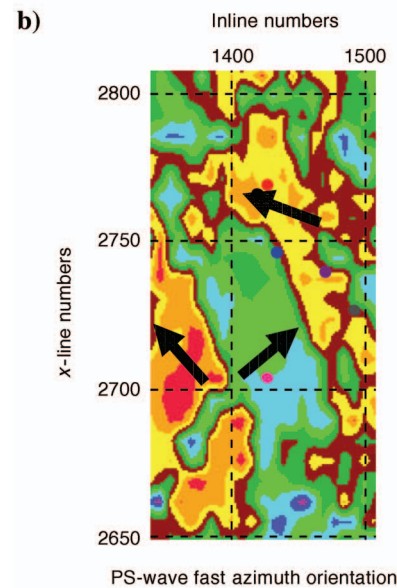 b)
Inline numbers
1400 1500
2800
2750
2700
2650
x-line numbers
PS-wave fast azimuth orientation